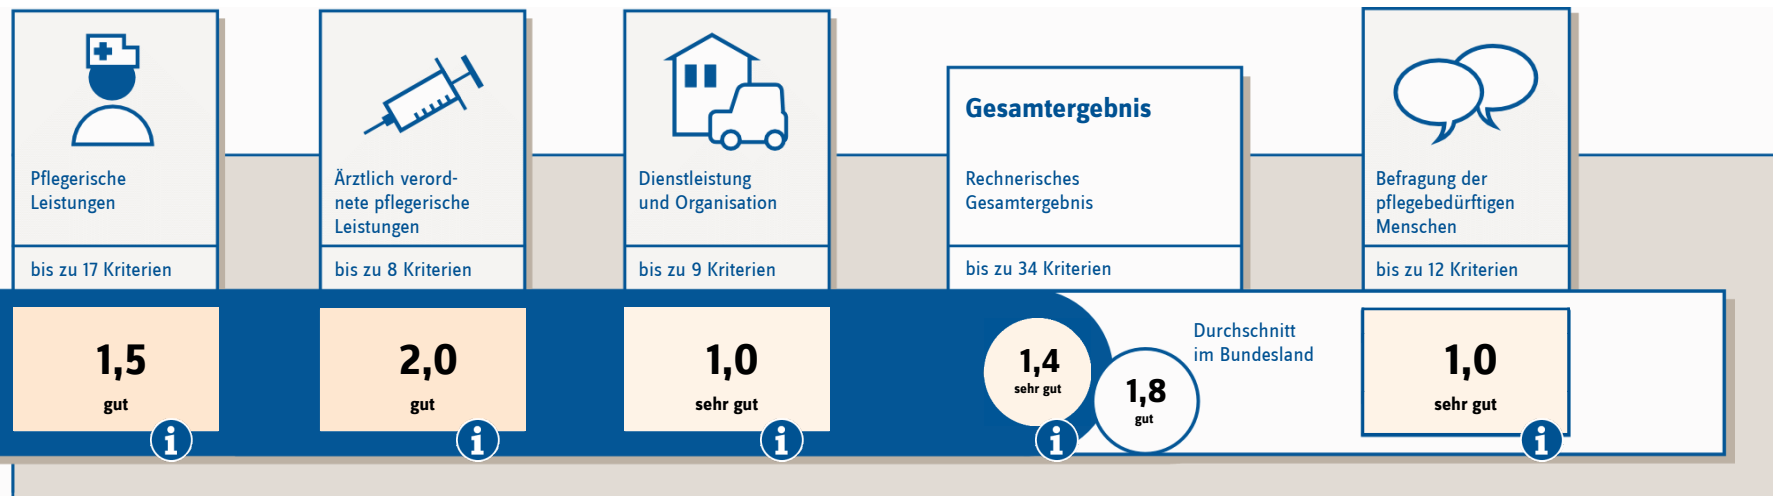 Pflegerische
Leistungen
bis zu 17 Kriterien
1,5
gut
i
Ärztlich verord-
nete pflegerische
Leistungen
bis zu 8 Kriterien
2,0
gut
i
Dienstleistung
und Organisation
bis zu 9 Kriterien
1,0
sehr gut
i
Gesamtergebnis
Rechnerisches
Gesamtergebnis
bis zu 34 Kriterien
1,4
sehr gut
i
1,8
gut
Durchschnitt
im Bundesland
Befragung der
pflegebedürftigen
Menschen
bis zu 12 Kriterien
1,0
sehr gut
i